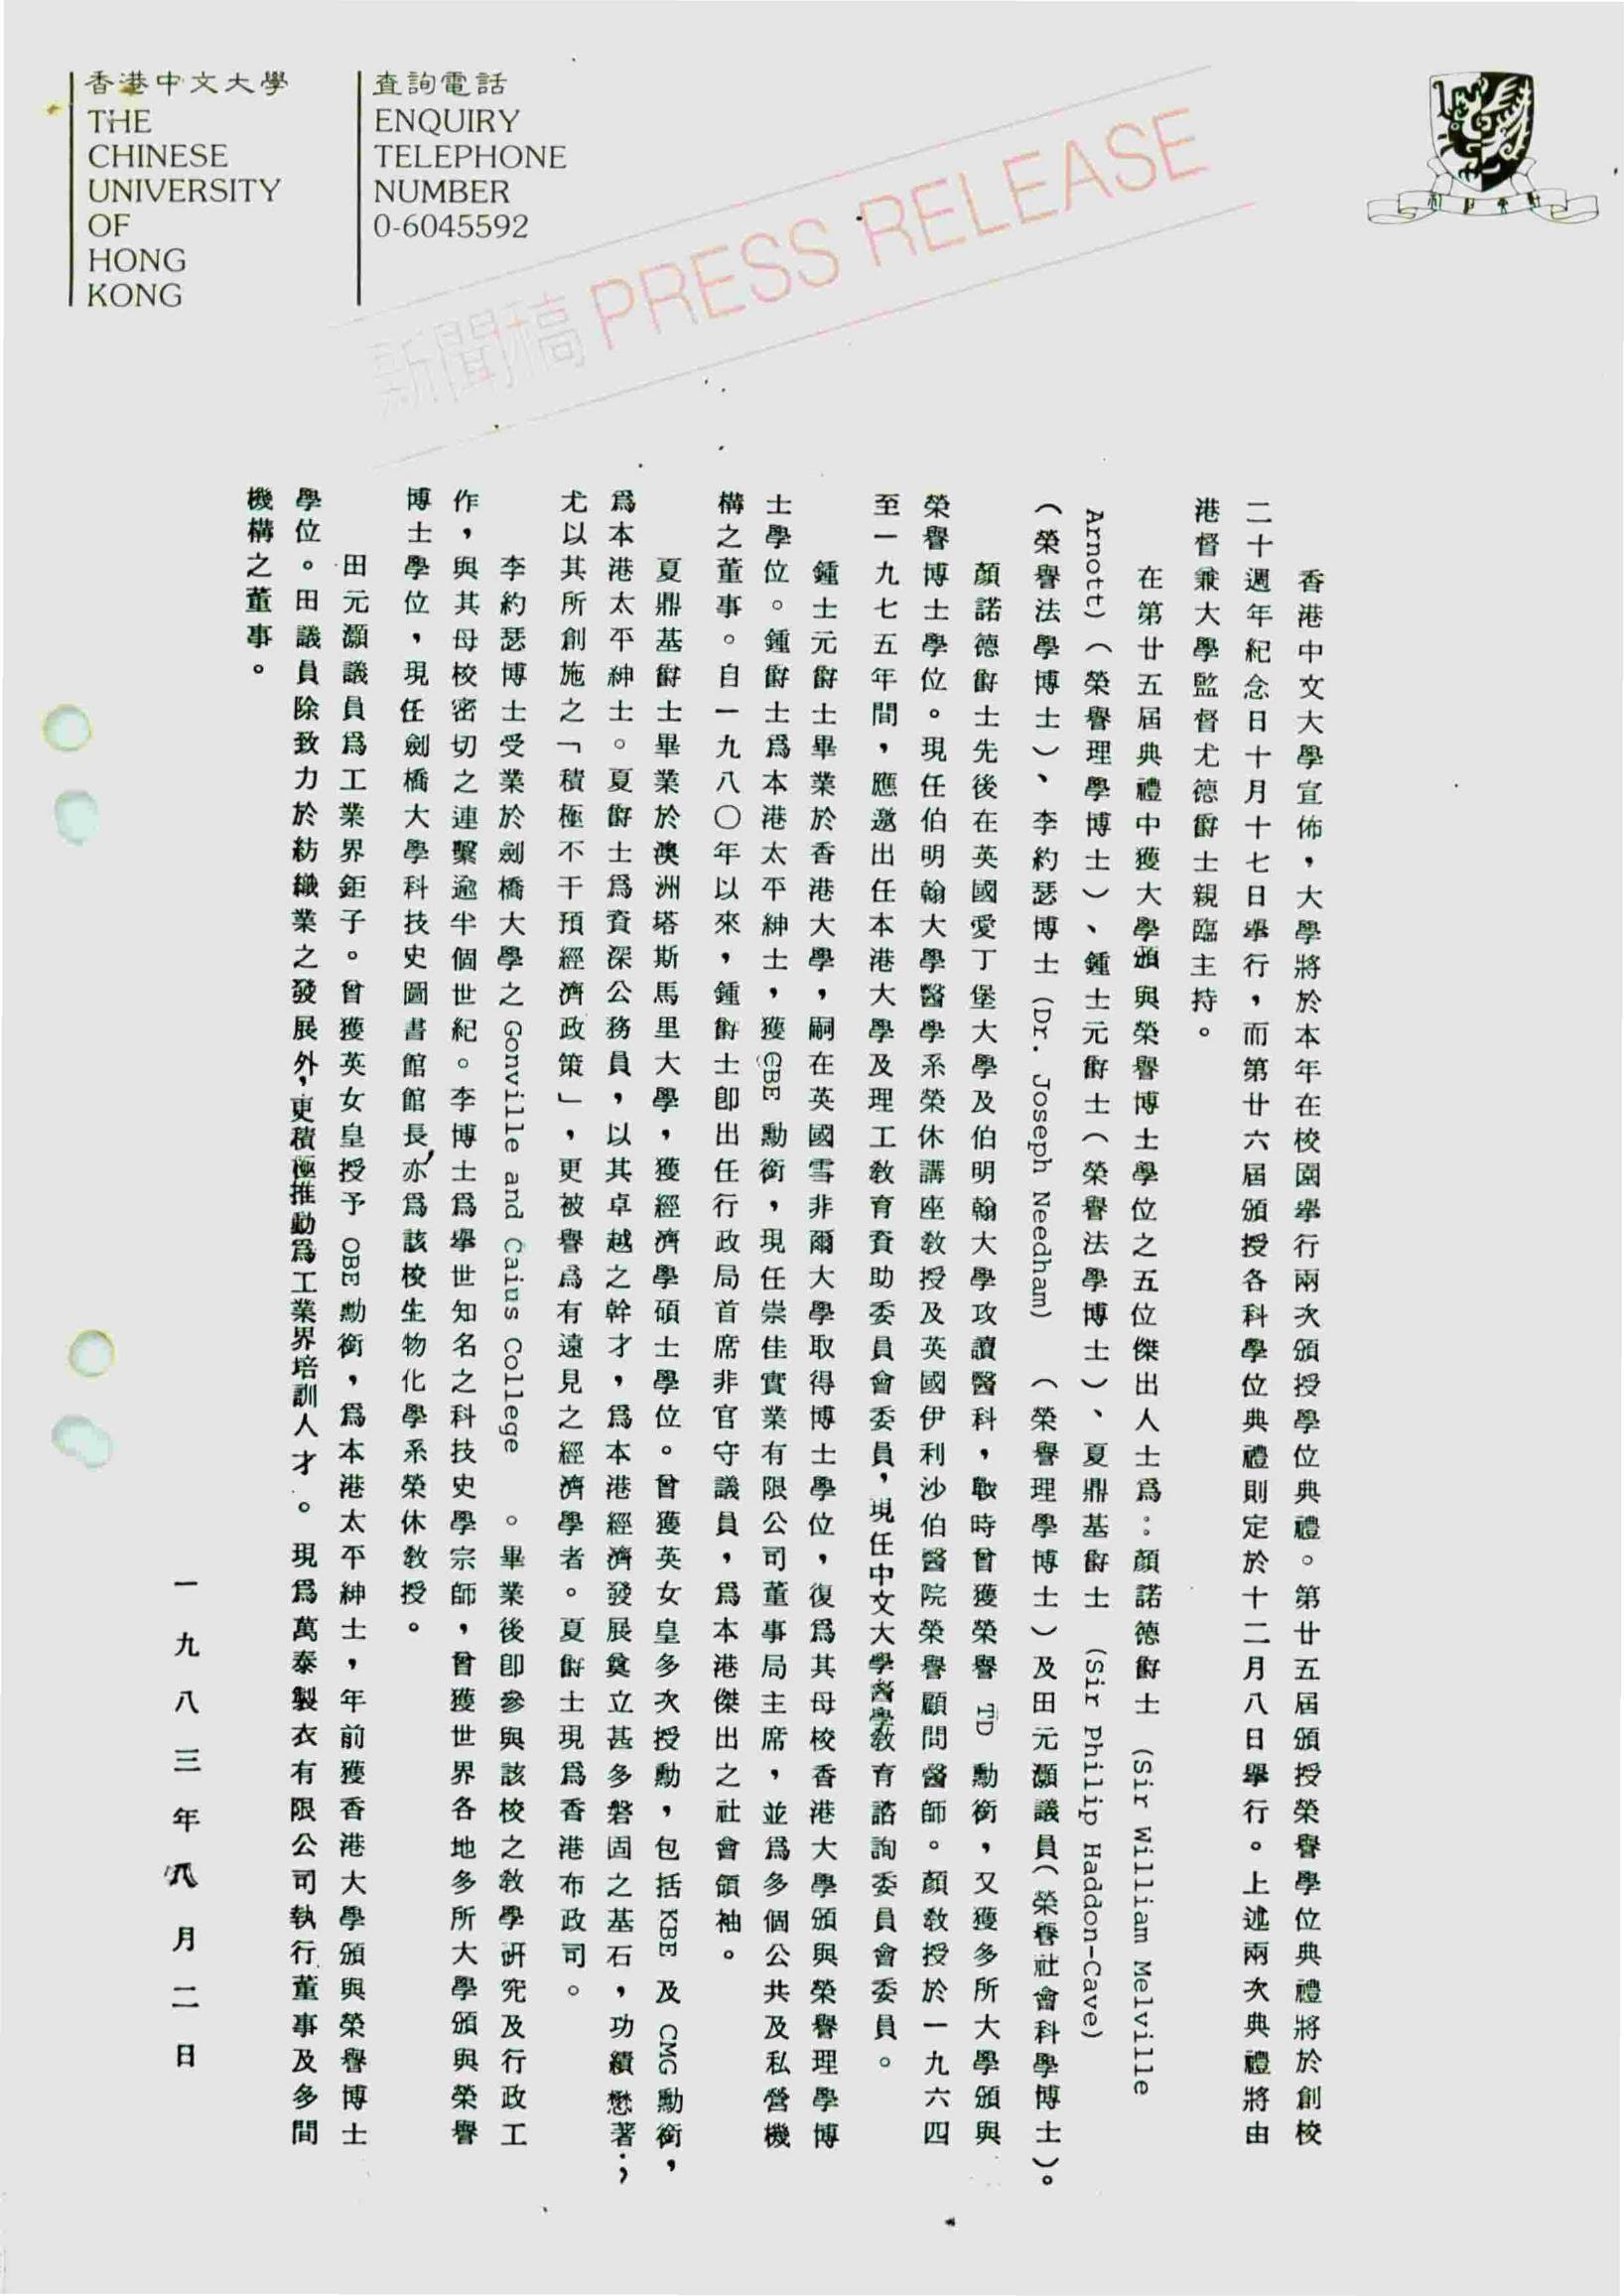 香港中文大學
THE
CHINESE
UNIVERSITY
OF
HONG
KONG
查詢電話
ENQUIRY
TELEPHONE
NUMBER
0-6045592
新聞稿 PRESS RELEASE
香港中文大學宣佈，大學將於本年在校園舉行兩次頒授學位典禮。第廿五屆頒授榮譽學位典禮將於創校
二十週年紀念日十月十七日舉行，而第廿六屆頒授各科學位典禮則定於十二月八日舉行。上述兩次典禮將由
港督兼大學監督尤德爵士親臨主持。
在第廿五屆典禮中獲大學頒與榮譽博士學位之五位傑出人士爲：顏諾德爵士 (Sir William Melville
Arnott)（榮譽理學博士）、鍾士元爵士（榮譽法學博士）、夏鼎基爵士 (Sir Philip Haddon-Cave)
（榮譽法學博士）、李約瑟博士 (Dr. Joseph Needham) （榮譽理學博士）及田元灝議員（榮譽社會科學博士）。
顏諾德爵士先後在英國愛丁堡大學及伯明翰大學攻讀醫科，戰時曾獲榮譽 TD 勳銜，又獲多所大學頒與
榮譽博士學位。現任伯明翰大學醫學系榮休講座教授及英國伊利沙伯醫院榮譽顧問醫師。顏教授於一九六四
至一九七五年間，應邀出任本港大學及理工教育資助委員會委員，現任中文大學醫學教育諮詢委員會委員。
鍾士元爵士畢業於香港大學，嗣在英國雪非爾大學取得博士學位，復爲其母校香港大學頒與榮譽理學博
士學位。鍾爵士爲本港太平紳士，獲 CBE 勳銜，現任崇佳實業有限公司董事局主席，並爲多個公共及私營機
構之董事。自一九八〇年以來，鍾爵士卽出任行政局首席非官守議員，爲本港傑出之社會領袖。
夏鼎基爵士畢業於澳洲塔斯馬里大學，獲經濟學碩士學位。曾獲英女皇多次授勳，包括 KBE 及 CMG 勳銜，
爲本港太平紳士。夏爵士爲資深公務員，以其卓越之幹才，爲本港經濟發展奠立甚多磐固之基石，功績懋著；
尤以其所創施之「積極不干預經濟政策」，更被譽爲有遠見之經濟學者。夏爵士現爲香港布政司。
李約瑟博士受業於劍橋大學之 Gonville and Caius College 。畢業後卽參與該校之教學研究及行政工
作，與其母校密切之連繫逾半個世紀。李博士爲舉世知名之科技史學宗師，曾獲世界各地多所大學頒與榮譽
博士學位，現任劍橋大學科技史圖書館館長，亦爲該校生物化學系榮休教授。
田元灝議員爲工業界鉅子。曾獲英女皇授予 OBE 勳銜，爲本港太平紳士，年前獲香港大學頒與榮譽博士
學位。田議員除致力於紡織業之發展外，更積極推動爲工業界培訓人才。現爲萬泰製衣有限公司執行董事及多間
機構之董事。
一九八三年八月二日